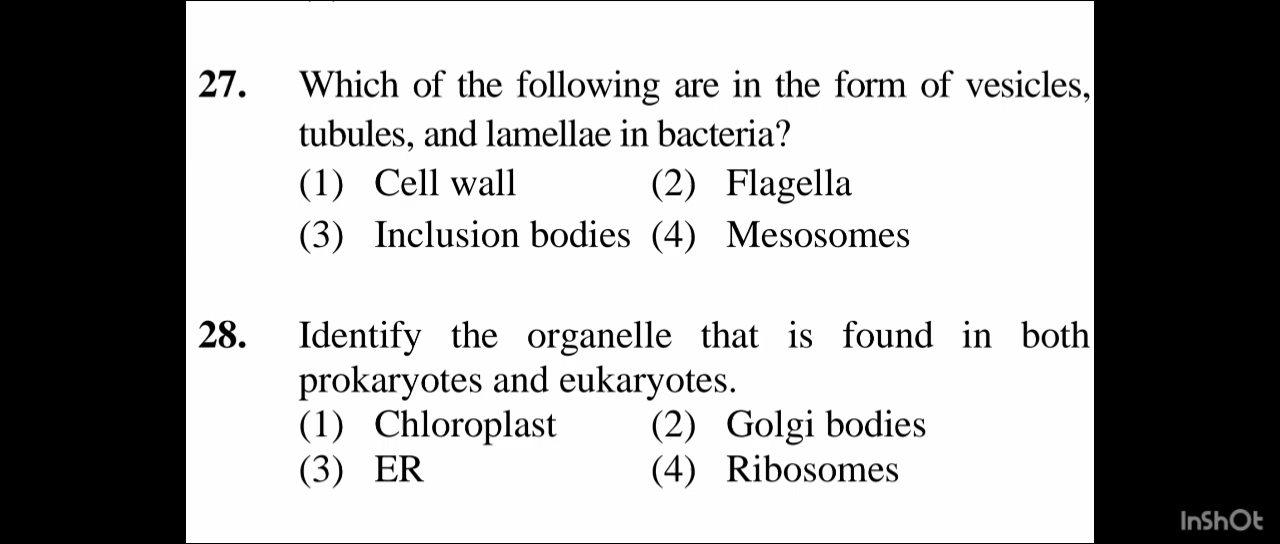 27. Which of the following are in the form of vesicles,
tubules, and lamellae in bacteria?
(1) Cell wall (2) Flagella
(3) Inclusion bodies (4) Mesosomes
28. Identify the organelle that is found in both
prokaryotes and eukaryotes.
(1) Chloroplast (2) Golgi bodies
(3) ER (4) Ribosomes
InShOt